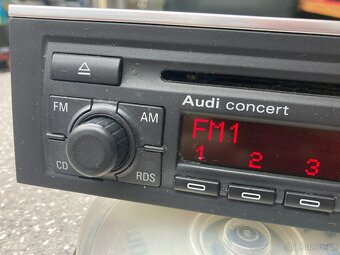 Audi concert
FM
AM
FM1
1 2 3
CD
RDS